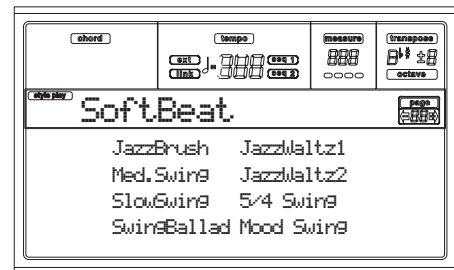 chord tempo measure transpose
ext seq 1
link seq 2
octave
style play SoftBeat page
JazzBrush JazzWaltz1
Med.Swing JazzWaltz2
SlowSwing 5/4 Swing
SwingBallad Mood Swing